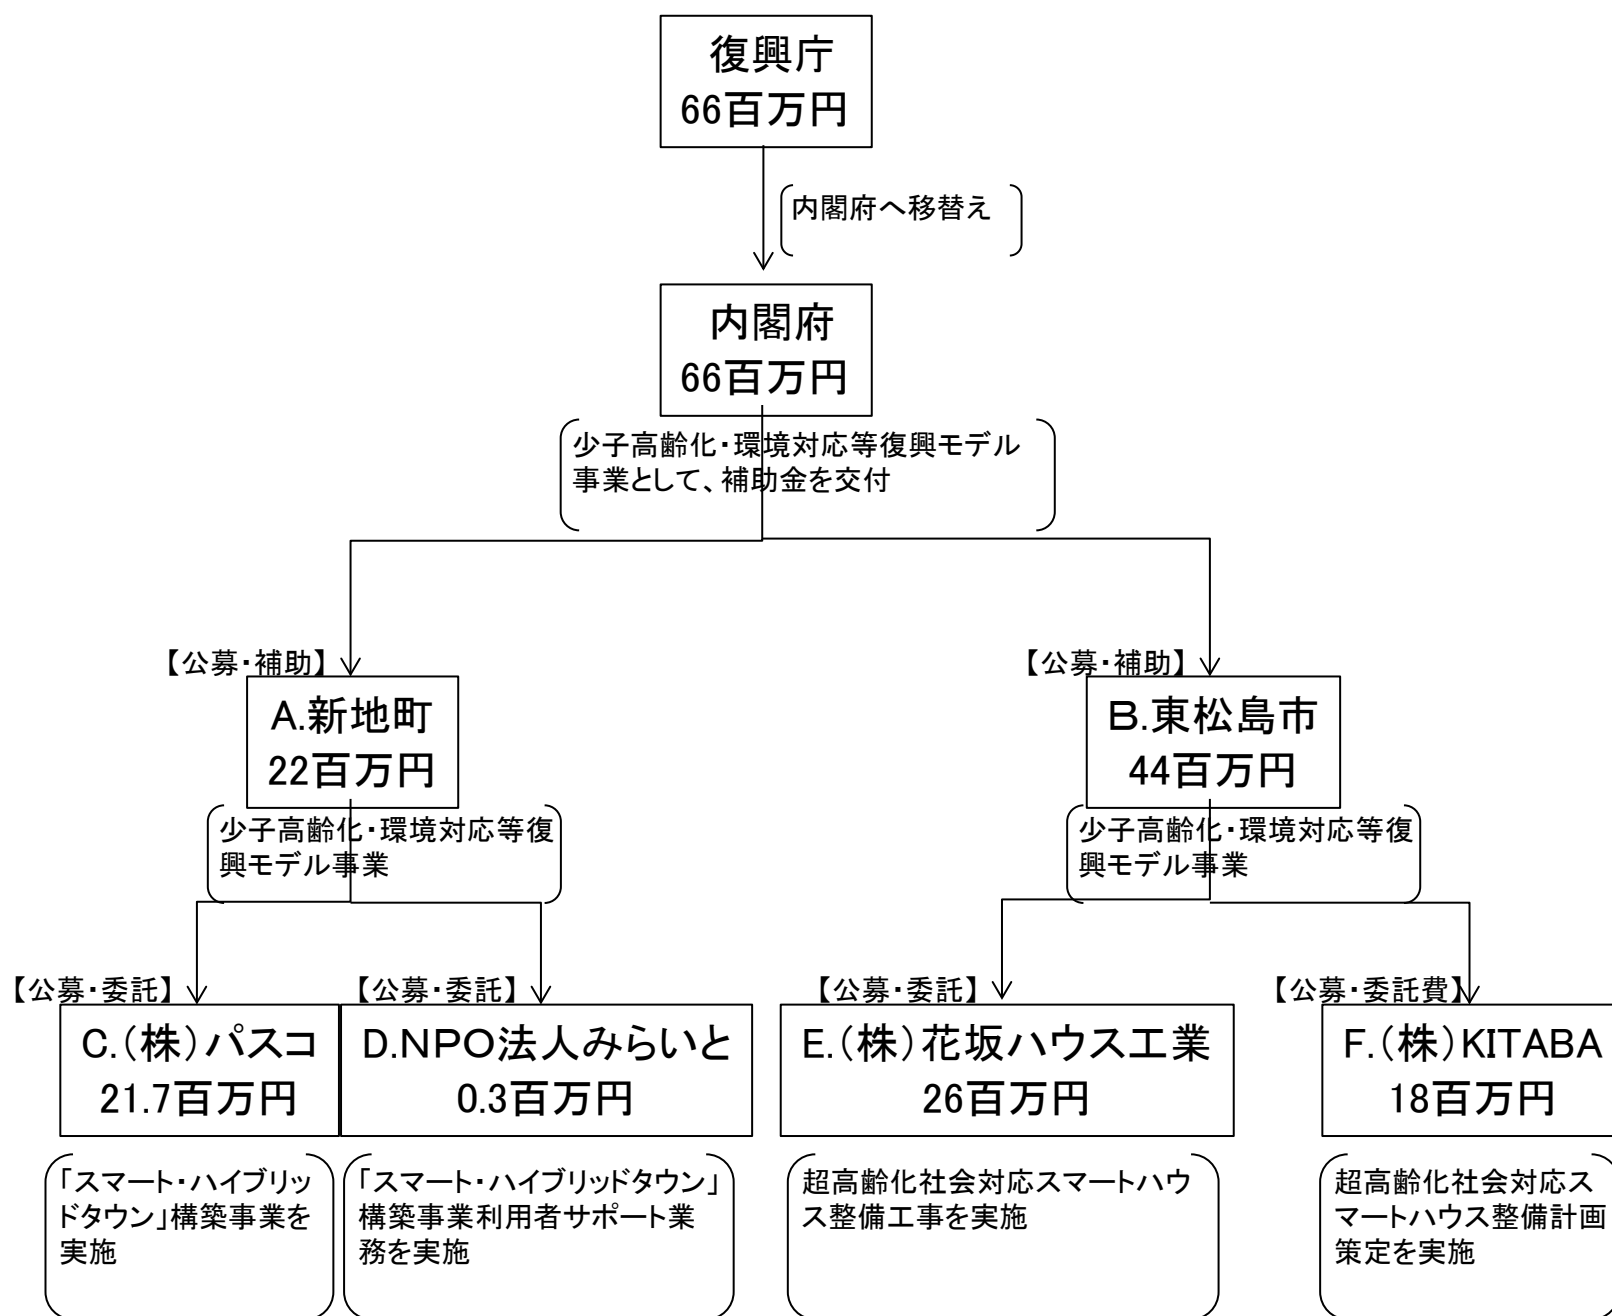 復興庁
66百万円
内閣府へ移替え
内閣府
66百万円
少子高齢化・環境対応等復興モデル
事業として、補助金を交付
【公募・補助】
A.新地町
22百万円
少子高齢化・環境対応等復
興モデル事業
【公募・補助】
B.東松島市
44百万円
少子高齢化・環境対応等復
興モデル事業
【公募・委託】
C.(株)パスコ
21.7百万円
「スマート・ハイブリッ
ドタウン」構築事業を
実施
【公募・委託】
D.NPO法人みらいと
0.3百万円
「スマート・ハイブリッドタウン」
構築事業利用者サポート業
務を実施
【公募・委託】
E.(株)花坂ハウス工業
26百万円
超高齢化社会対応スマートハウ
ス整備工事を実施
【公募・委託費】
F.(株)KITABA
18百万円
超高齢化社会対応ス
マートハウス整備計画
策定を実施